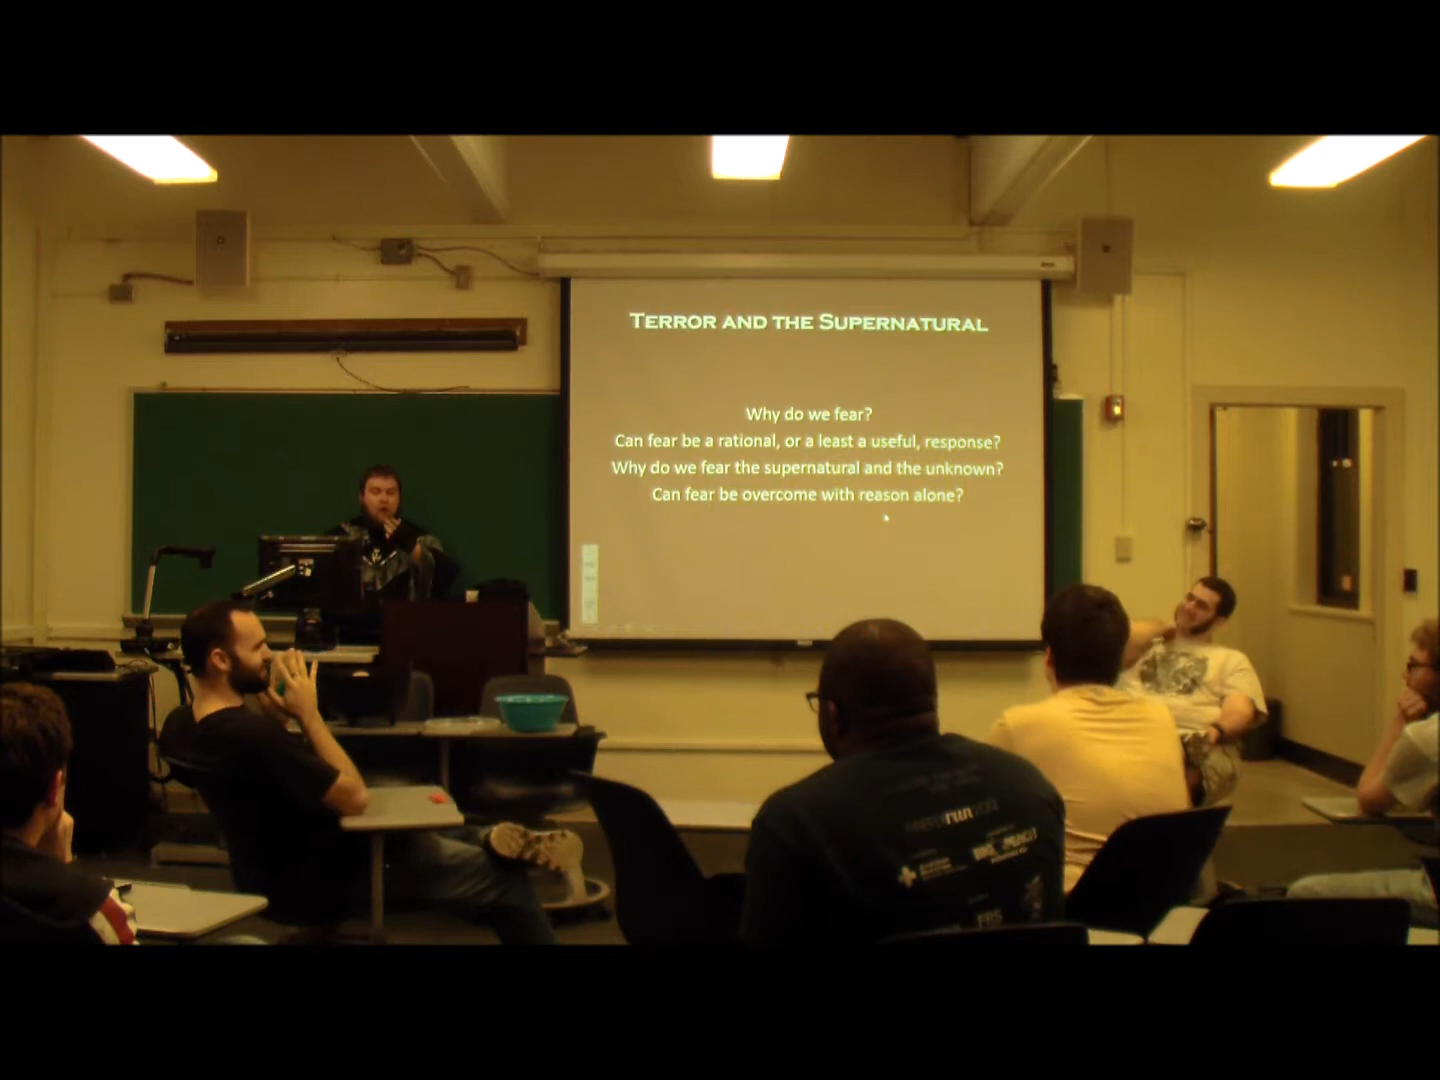 TERROR AND THE SUPERNATURAL
Why do we fear?
Can fear be a rational, or a least a useful, response?
Why do we fear the supernatural and the unknown?
Can fear be overcome with reason alone?
run